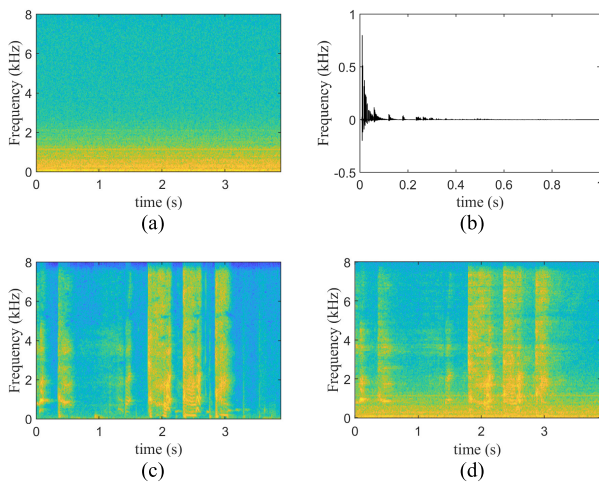 8
6
4
2
0
Frequency (kHz)
0 1 2 3
time (s)
(a)
1
0.5
0
-0.5
Frequency (kHz)
0 0.2 0.4 0.6 0.8 1
time (s)
(b)
8
6
4
2
0
Frequency (kHz)
0 1 2 3
time (s)
(c)
8
6
4
2
0
Frequency (kHz)
0 1 2 3
time (s)
(d)